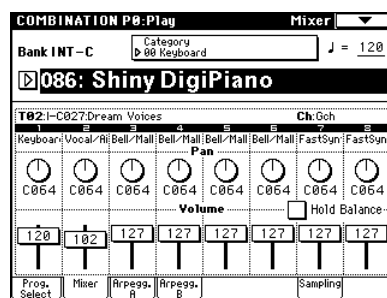 COMBINATION P0:Play Mixer
Bank INT-C Category ♩ = 120
00 Keyboard
086: Shiny DigiPiano
T02:I-C027:Dream Voices Ch:Gch
1 2 3 4 5 6 7 8
Keyboar Vocal/Ai Bell/Mall Bell/Mall Bell/Mall Bell/Mall FastSyn FastSyn
Pan
C064 C064 C064 C064 C064 C064 C064 C064
Volume Hold Balance
120 102 127 127 127 127 127 127
Prog. Select Mixer Arpegg. A Arpegg. B Sampling